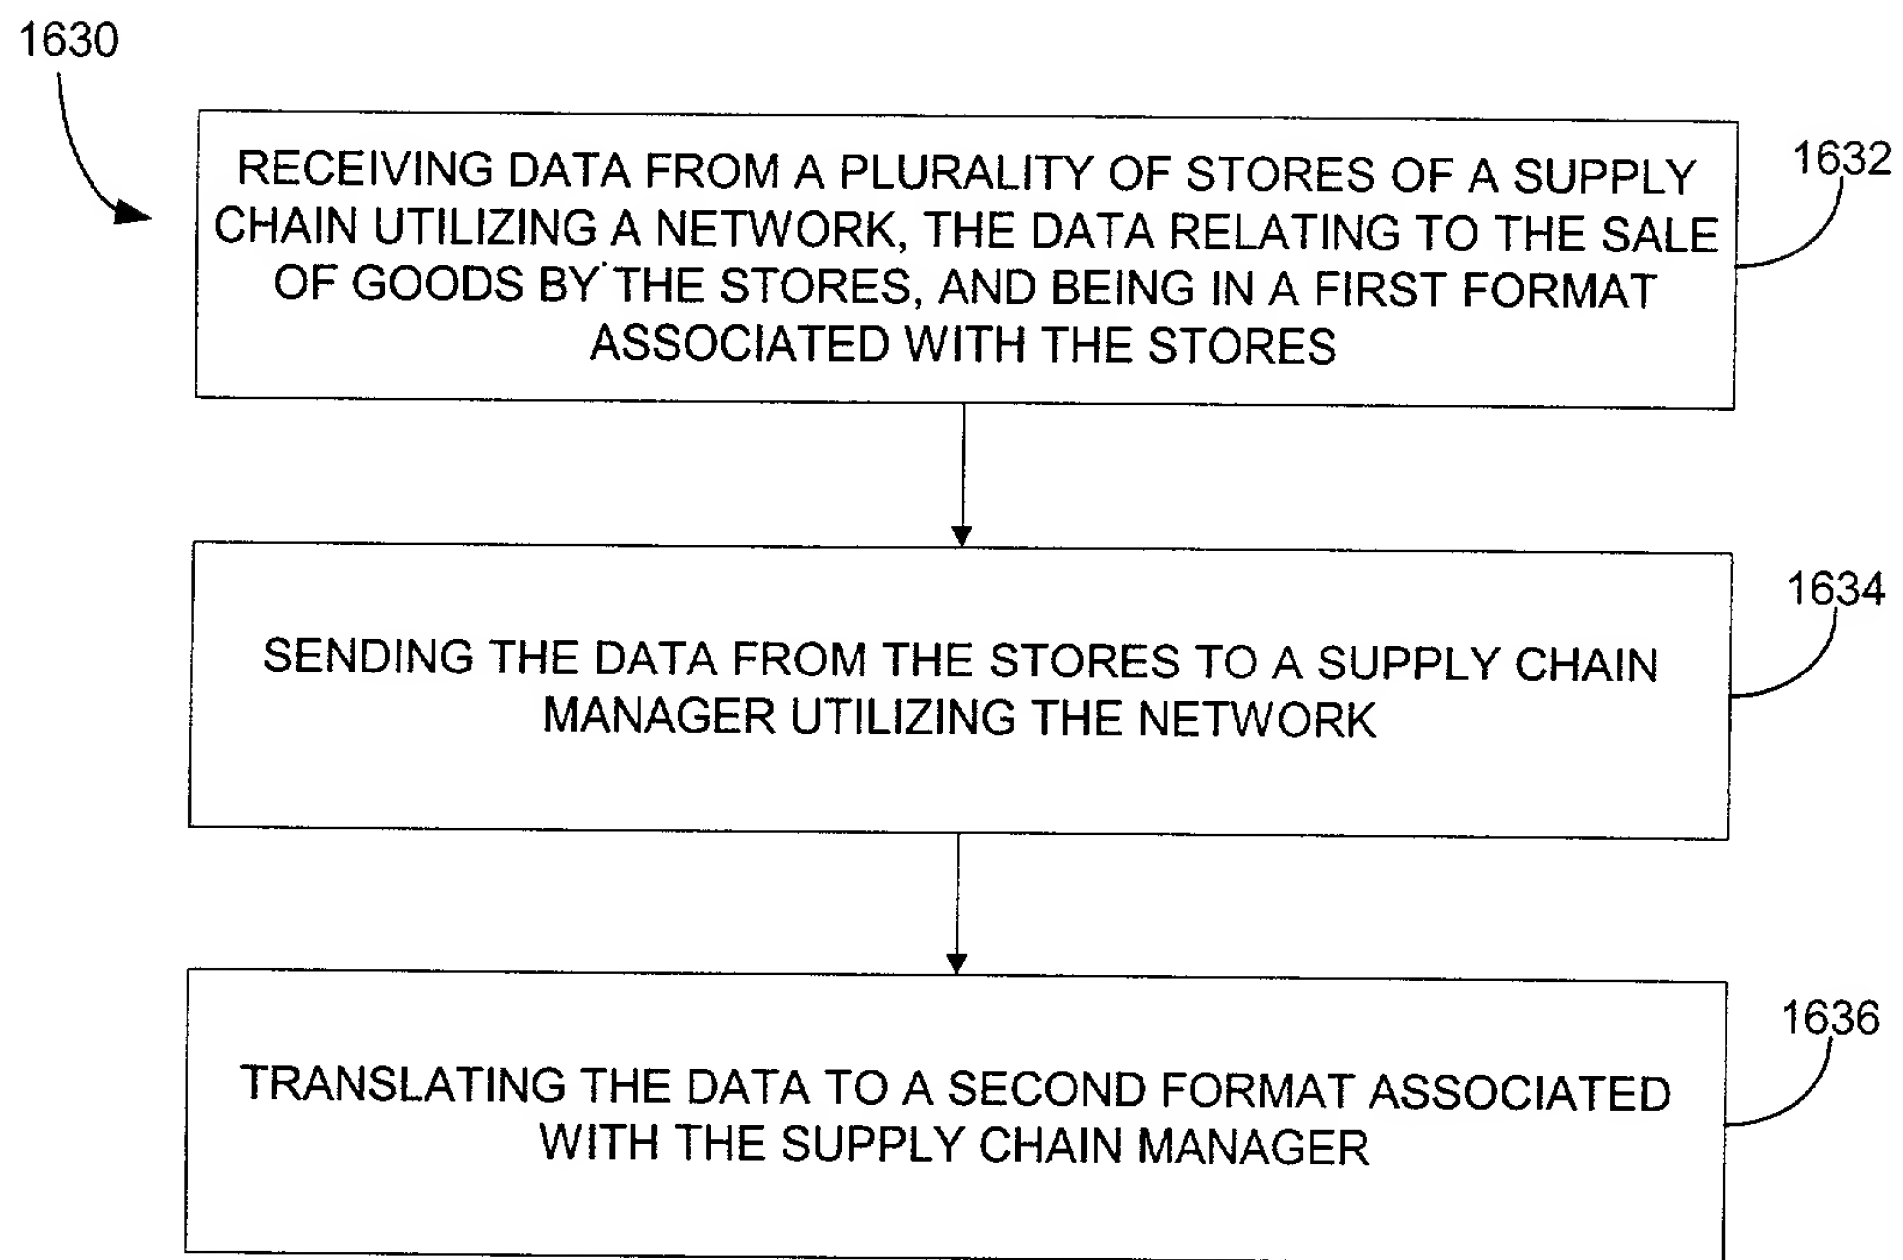 1630
RECEIVING DATA FROM A PLURALITY OF STORES OF A SUPPLY
CHAIN UTILIZING A NETWORK, THE DATA RELATING TO THE SALE
OF GOODS BY THE STORES, AND BEING IN A FIRST FORMAT
ASSOCIATED WITH THE STORES
1632
SENDING THE DATA FROM THE STORES TO A SUPPLY CHAIN
MANAGER UTILIZING THE NETWORK
1634
TRANSLATING THE DATA TO A SECOND FORMAT ASSOCIATED
WITH THE SUPPLY CHAIN MANAGER
1636